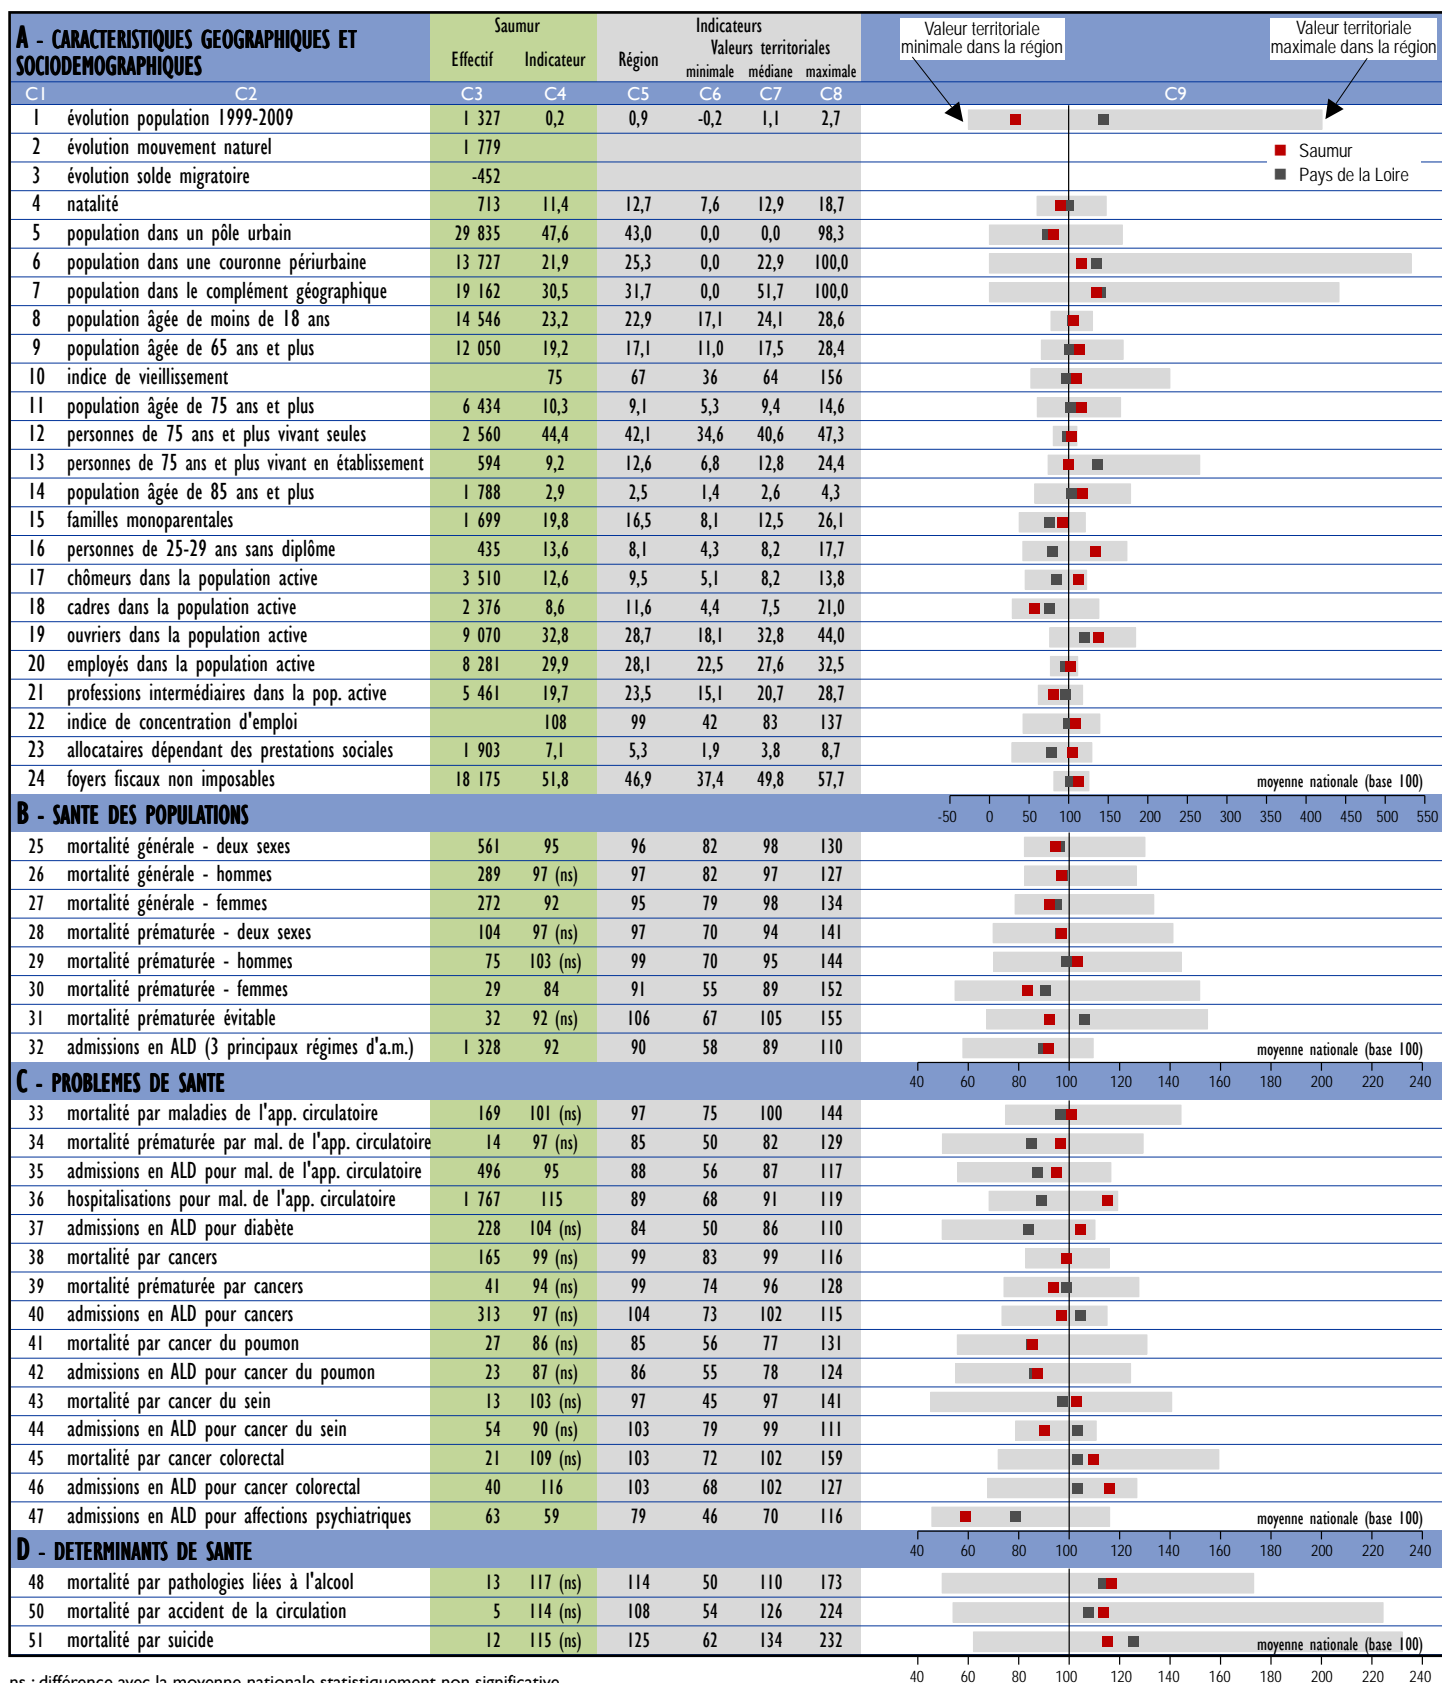 A - CARACTERISTIQUES GEOGRAPHIQUES ET SOCIODEMOGRAPHIQUES
Saumur
Effectif Indicateur
Indicateurs
Région
Valeurs territoriales
minimale médiane maximale
Valeur territoriale minimale dans la région
Valeur territoriale maximale dans la région
C1 C2 C3 C4 C5 C6 C7 C8 C9
1 évolution population 1999-2009 1 327 0,2 0,9 -0,2 1,1 2,7
2 évolution mouvement naturel 1 779
Saumur
3 évolution solde migratoire -452
Pays de la Loire
4 natalité 713 11,4 12,7 7,6 12,9 18,7
5 population dans un pôle urbain 29 835 47,6 43,0 0,0 0,0 98,3
6 population dans une couronne périurbaine 13 727 21,9 25,3 0,0 22,9 100,0
7 population dans le complément géographique 19 162 30,5 31,7 0,0 51,7 100,0
8 population âgée de moins de 18 ans 14 546 23,2 22,9 17,1 24,1 28,6
9 population âgée de 65 ans et plus 12 050 19,2 17,1 11,0 17,5 28,4
10 indice de vieillissement 75 67 36 64 156
11 population âgée de 75 ans et plus 6 434 10,3 9,1 5,3 9,4 14,6
12 personnes de 75 ans et plus vivant seules 2 560 44,4 42,1 34,6 40,6 47,3
13 personnes de 75 ans et plus vivant en établissement 594 9,2 12,6 6,8 12,8 24,4
14 population âgée de 85 ans et plus 1 788 2,9 2,5 1,4 2,6 4,3
15 familles monoparentales 1 699 19,8 16,5 8,1 12,5 26,1
16 personnes de 25-29 ans sans diplôme 435 13,6 8,1 4,3 8,2 17,7
17 chômeurs dans la population active 3 510 12,6 9,5 5,1 8,2 13,8
18 cadres dans la population active 2 376 8,6 11,6 4,4 7,5 21,0
19 ouvriers dans la population active 9 070 32,8 28,7 18,1 32,8 44,0
20 employés dans la population active 8 281 29,9 28,1 22,5 27,6 32,5
21 professions intermédiaires dans la pop. active 5 461 19,7 23,5 15,1 20,7 28,7
22 indice de concentration d'emploi 108 99 42 83 137
23 allocataires dépendant des prestations sociales 1 903 7,1 5,3 1,9 3,8 8,7
24 foyers fiscaux non imposables 18 175 51,8 46,9 37,4 49,8 57,7 moyenne nationale (base 100)
B - SANTE DES POPULATIONS -50 0 50 100 150 200 250 300 350 400 450 500 550
25 mortalité générale - deux sexes 561 95 96 82 98 130
26 mortalité générale - hommes 289 97 (ns) 97 82 97 127
27 mortalité générale - femmes 272 92 95 79 98 134
28 mortalité prématurée - deux sexes 104 97 (ns) 97 70 94 141
29 mortalité prématurée - hommes 75 103 (ns) 99 70 95 144
30 mortalité prématurée - femmes 29 84 91 55 89 152
31 mortalité prématurée évitable 32 92 (ns) 106 67 105 155
32 admissions en ALD (3 principaux régimes d'a.m.) 1 328 92 90 58 89 110 moyenne nationale (base 100)
C - PROBLEMES DE SANTE 40 60 80 100 120 140 160 180 200 220 240
33 mortalité par maladies de l'app. circulatoire 169 101 (ns) 97 75 100 144
34 mortalité prématurée par mal. de l'app. circulatoire 14 97 (ns) 85 50 82 129
35 admissions en ALD pour mal. de l'app. circulatoire 496 95 88 56 87 117
36 hospitalisations pour mal. de l'app. circulatoire 1 767 115 89 68 91 119
37 admissions en ALD pour diabète 228 104 (ns) 84 50 86 110
38 mortalité par cancers 165 99 (ns) 99 83 99 116
39 mortalité prématurée par cancers 41 94 (ns) 99 74 96 128
40 admissions en ALD pour cancers 313 97 (ns) 104 73 102 115
41 mortalité par cancer du poumon 27 86 (ns) 85 56 77 131
42 admissions en ALD pour cancer du poumon 23 87 (ns) 86 55 78 124
43 mortalité par cancer du sein 13 103 (ns) 97 45 97 141
44 admissions en ALD pour cancer du sein 54 90 (ns) 103 79 99 111
45 mortalité par cancer colorectal 21 109 (ns) 103 72 102 159
46 admissions en ALD pour cancer colorectal 40 116 103 68 102 127
47 admissions en ALD pour affections psychiatriques 63 59 79 46 70 116 moyenne nationale (base 100)
D - DETERMINANTS DE SANTE 40 60 80 100 120 140 160 180 200 220 240
48 mortalité par pathologies liées à l'alcool 13 117 (ns) 114 50 110 173
50 mortalité par accident de la circulation 5 114 (ns) 108 54 126 224
51 mortalité par suicide 12 115 (ns) 125 62 134 232 moyenne nationale (base 100)
40 60 80 100 120 140 160 180 200 220 240
ns : différence avec la moyenne nationale statistiquement non significative